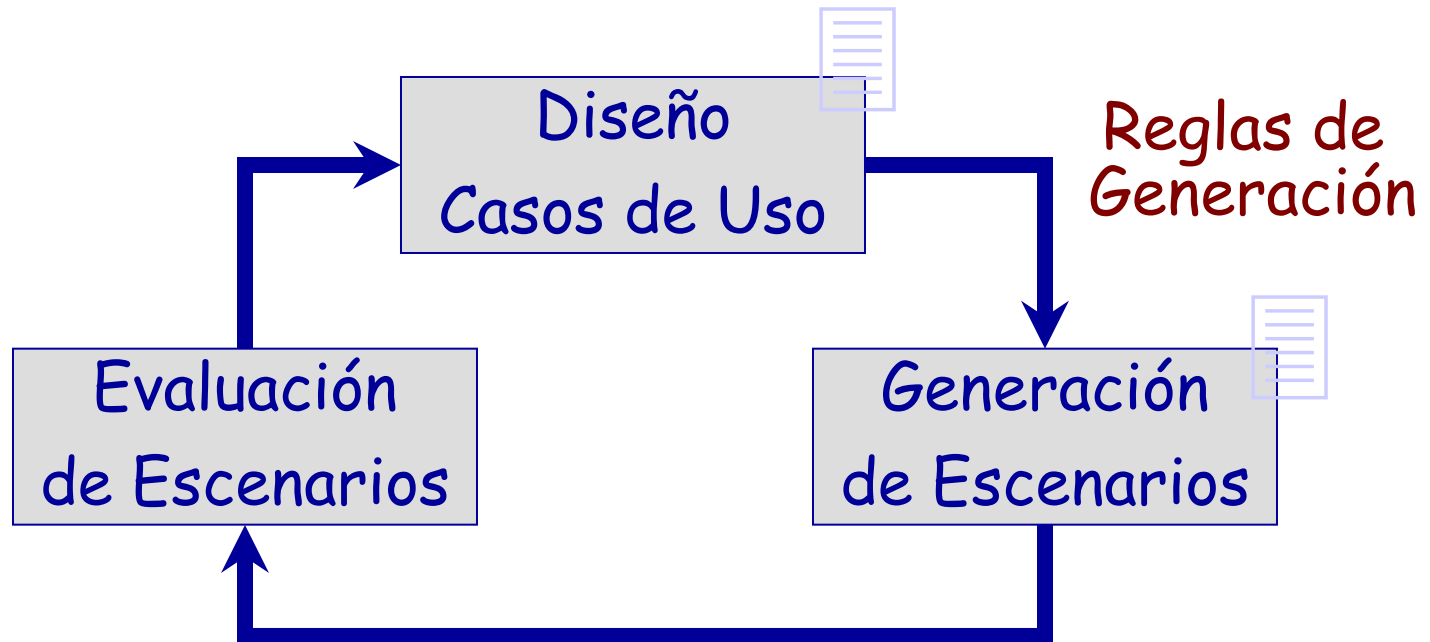 Diseño
Casos de Uso
Reglas de
Generación
Evaluación
de Escenarios
Generación
de Escenarios